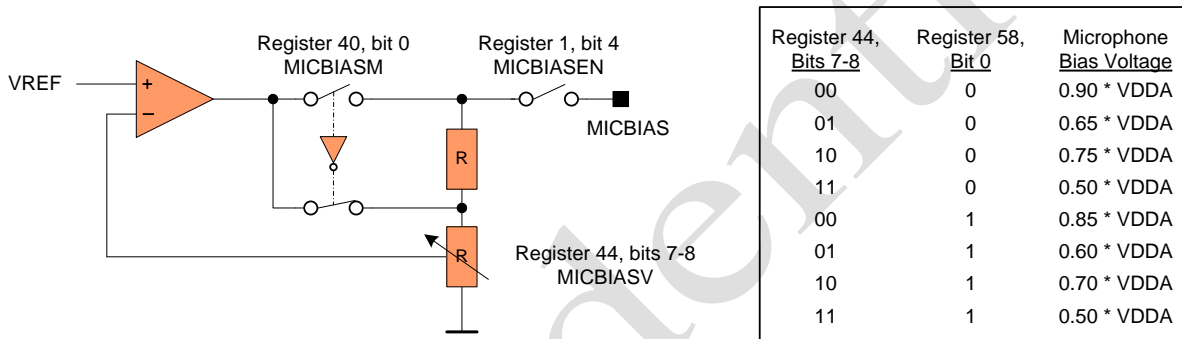 Register 40, bit 0
MICBIASM
Register 1, bit 4
MICBIASEN
VREF
+
−
MICBIAS
R
R
Register 44, bits 7-8
MICBIASV
Register 44, Register 58, Microphone
Bits 7-8 Bit 0 Bias Voltage
00 0 0.90 * VDDA
01 0 0.65 * VDDA
10 0 0.75 * VDDA
11 0 0.50 * VDDA
00 1 0.85 * VDDA
01 1 0.60 * VDDA
10 1 0.70 * VDDA
11 1 0.50 * VDDA
denti